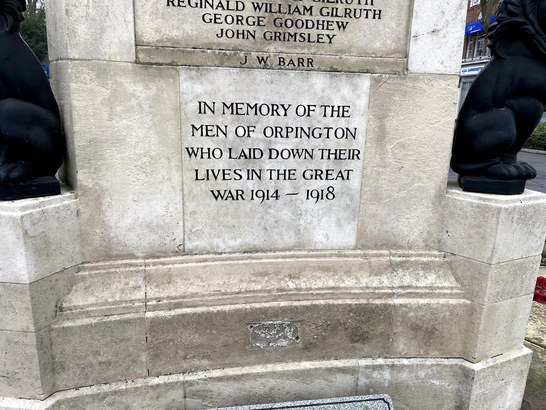 REGINALD WILLIAM GILRUTH
GEORGE GOODHEW
JOHN GRIMSLEY
J. W. BARR
IN MEMORY OF THE
MEN OF ORPINGTON
WHO LAID DOWN THEIR
LIVES IN THE GREAT
WAR 1914 — 1918